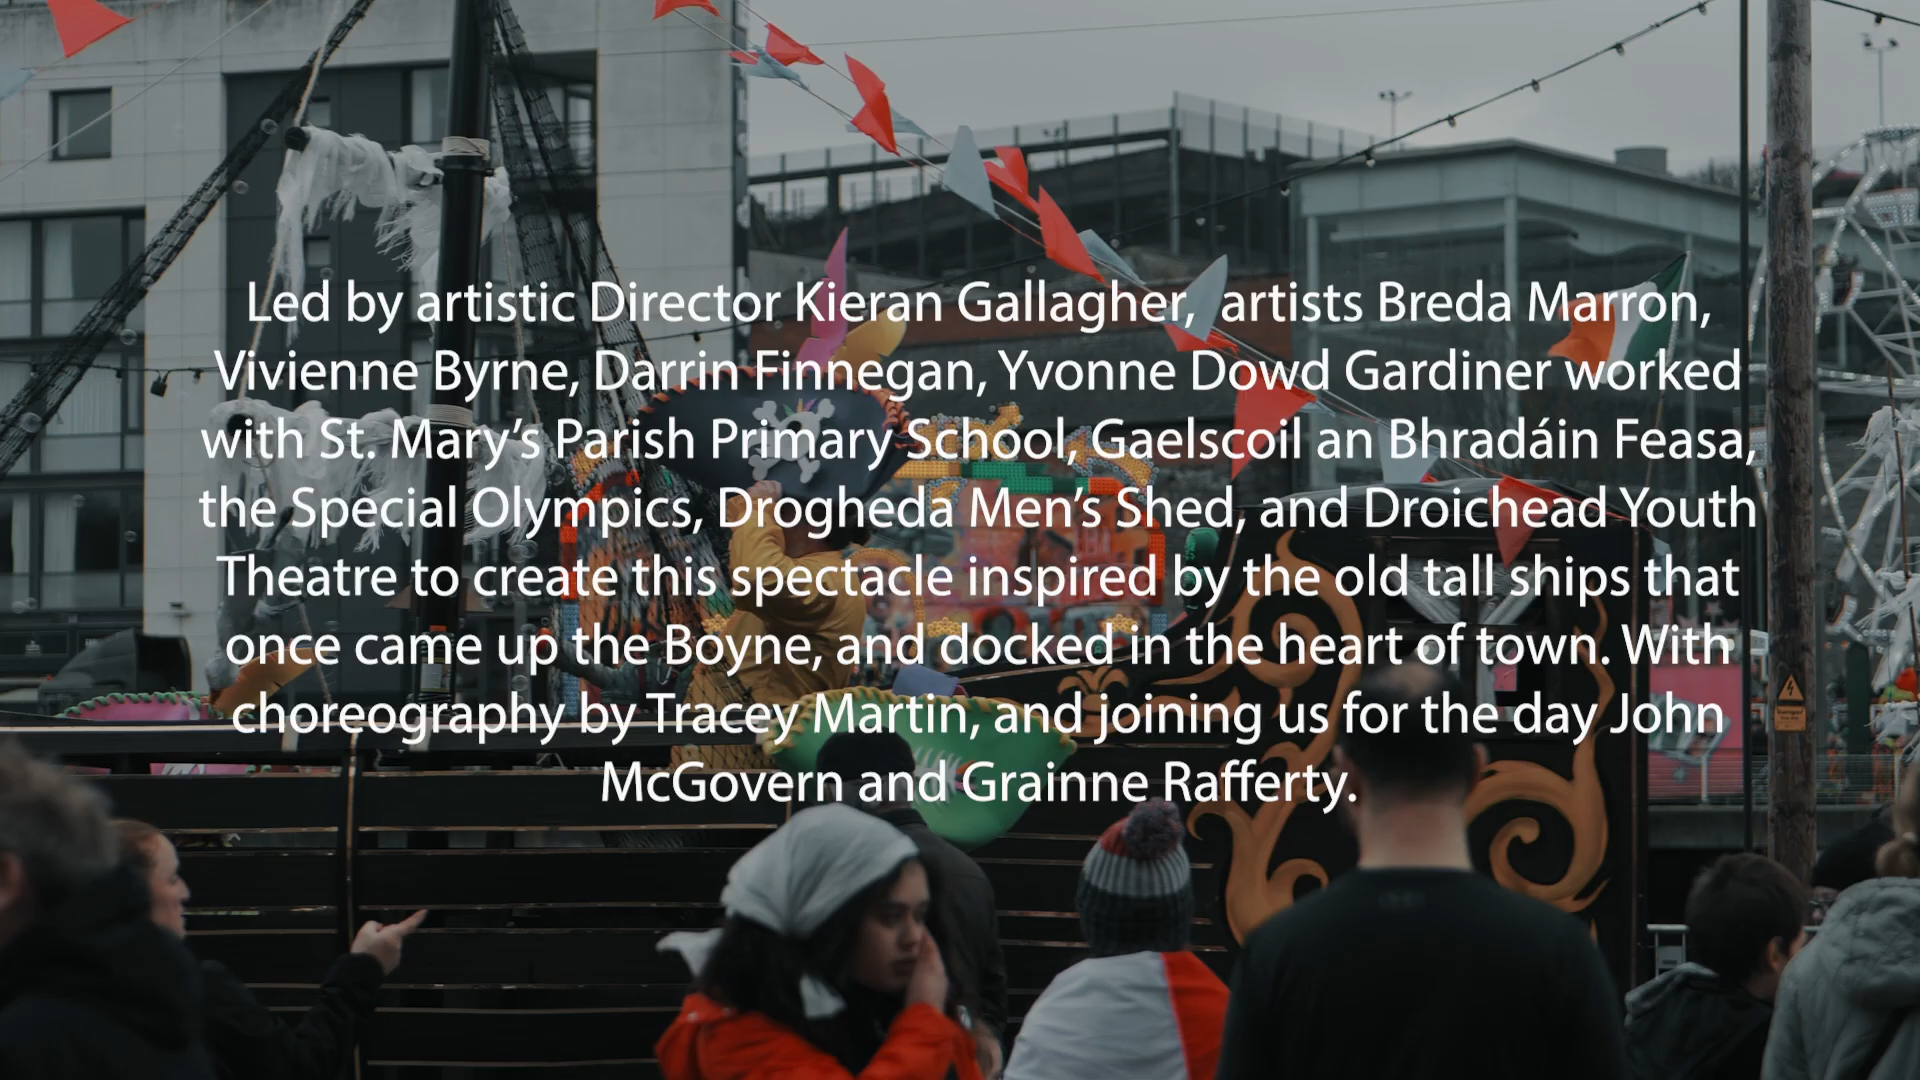 Led by artistic Director Kieran Gallagher,  artists Breda Marron,
Vivienne Byrne, Darrin Finnegan, Yvonne Dowd Gardiner worked
with St. Mary’s Parish Primary School, Gaelscoil an Bhradáin Feasa,
the Special Olympics, Drogheda Men’s Shed, and Droichead Youth
Theatre to create this spectacle inspired by the old tall ships that
once came up the Boyne, and docked in the heart of town. With
choreography by Tracey Martin, and joining us for the day John
McGovern and Grainne Rafferty.